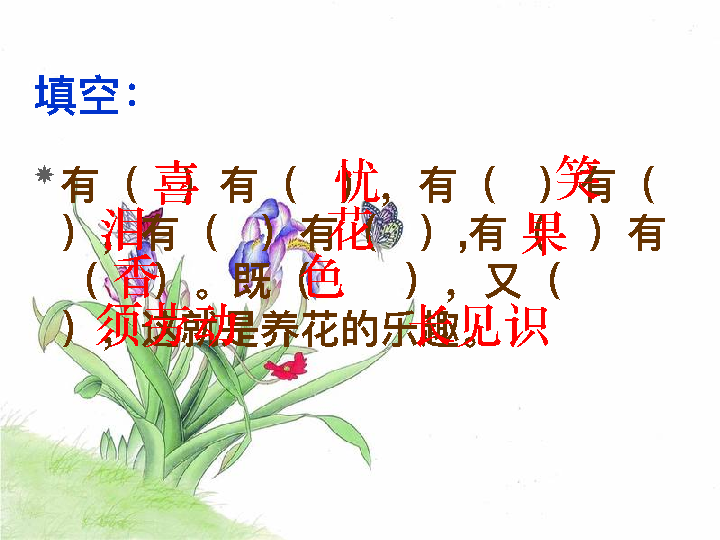 填空：
有（ 喜 ）有（ 忧 ），有（ 笑 ）有（
泪 ），有（ 花 ）有（ 果 ）,有（ 香 ）有
（ 色 ）。既（ 须劳动 ），又（
长见识 ），这就是养花的乐趣。